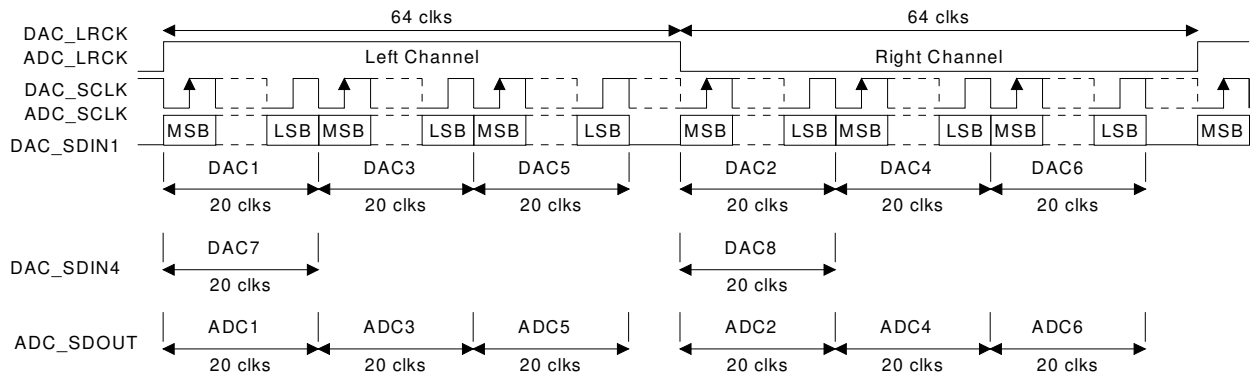 64 clks 64 clks
DAC_LRCK
ADC_LRCK Left Channel Right Channel
DAC_SCLK
ADC_SCLK
MSB LSB MSB LSB MSB LSB MSB LSB MSB LSB MSB LSB MSB
DAC_SDIN1
DAC1 DAC3 DAC5 DAC2 DAC4 DAC6
20 clks 20 clks 20 clks 20 clks 20 clks 20 clks
DAC7 DAC8
DAC_SDIN4
20 clks 20 clks
ADC1 ADC3 ADC5 ADC2 ADC4 ADC6
ADC_SDOUT
20 clks 20 clks 20 clks 20 clks 20 clks 20 clks